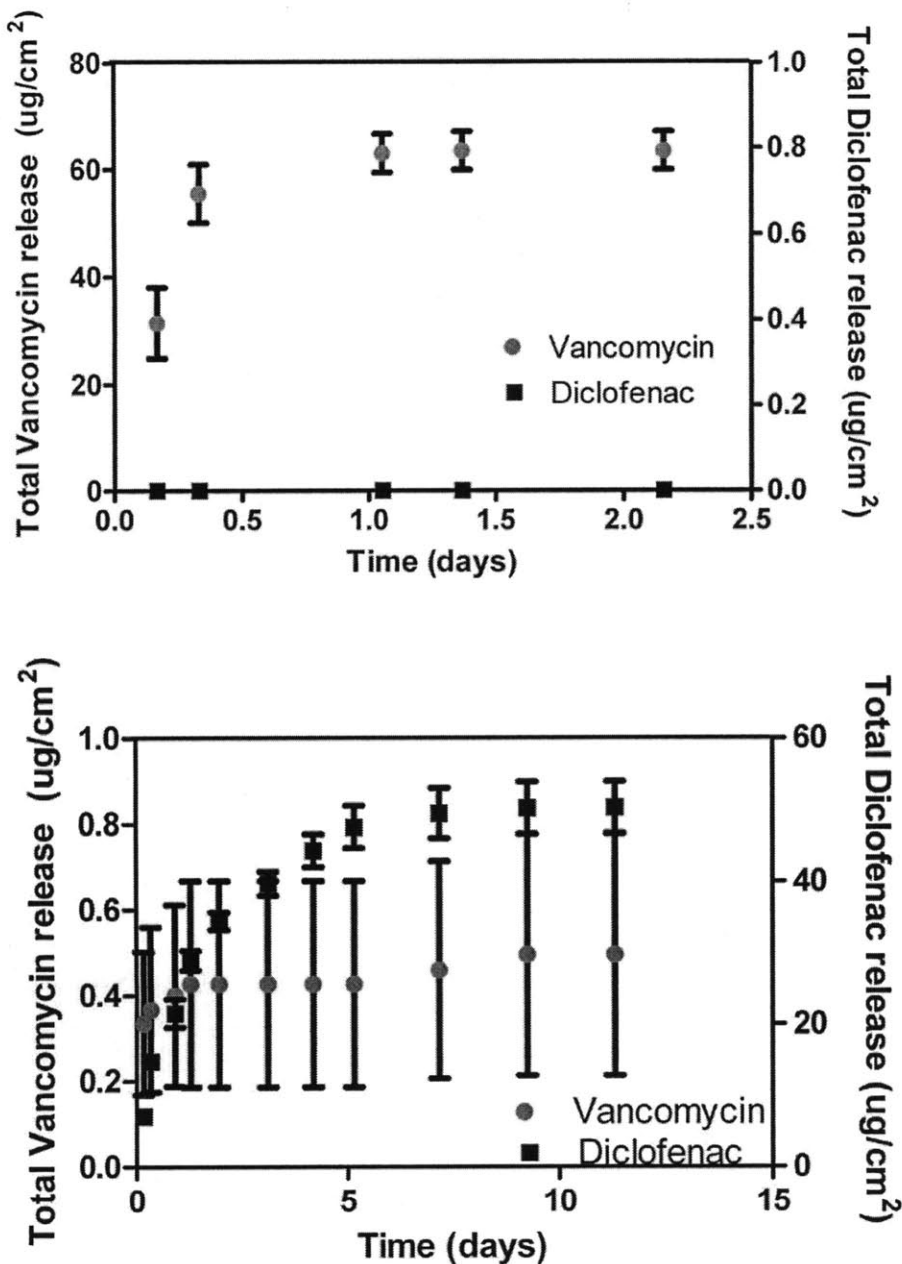 Total Vancomycin release (ug/cm²)
80
60
40
20
0
0.0 0.5 1.0 1.5 2.0 2.5
Time (days)
1.0
0.8
0.6
0.4
0.2
0.0
Total Diclofenac release (ug/cm²)
Vancomycin
Diclofenac
Total Vancomycin release (ug/cm²)
1.0
0.8
0.6
0.4
0.2
0.0
0 5 10 15
Time (days)
60
40
20
0
Total Diclofenac release (ug/cm²)
Vancomycin
Diclofenac